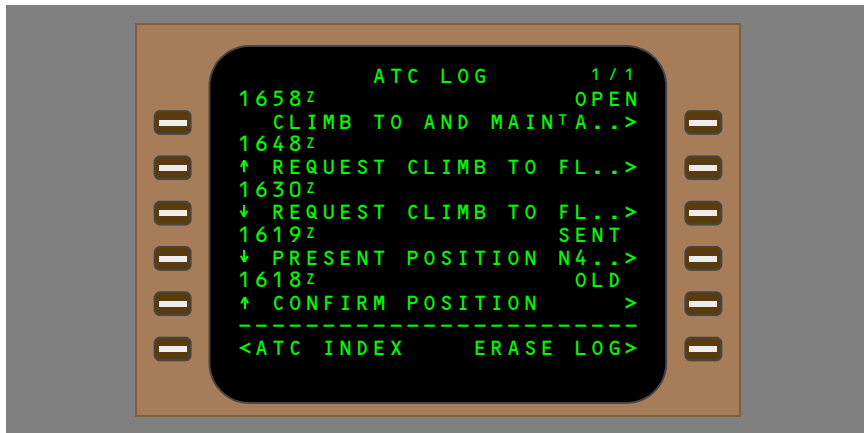 ATC LOG 1/1
1658z OPEN
CLIMB TO AND MAINTA..>
1648z
↑ REQUEST CLIMB TO FL..>
1630z
↓ REQUEST CLIMB TO FL..>
1619z SENT
↓ PRESENT POSITION N4..>
1618z OLD
↑ CONFIRM POSITION >
------------------------
<ATC INDEX ERASE LOG>